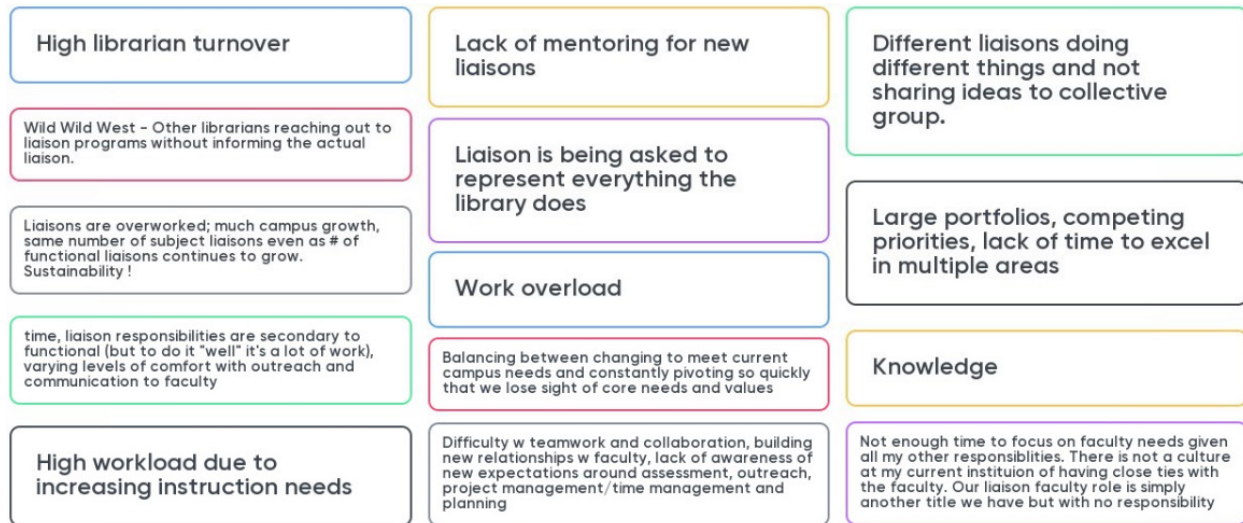 High librarian turnover
Wild Wild West - Other librarians reaching out to
liaison programs without informing the actual
liaison.
Liaisons are overworked; much campus growth,
same number of subject liaisons even as # of
functional liaisons continues to grow.
Sustainability !
time, liaison responsibilities are secondary to
functional (but to do it "well" it's a lot of work),
varying levels of comfort with outreach and
communication to faculty
High workload due to
increasing instruction needs
Lack of mentoring for new
liaisons
Liaison is being asked to
represent everything the
library does
Work overload
Balancing between changing to meet current
campus needs and constantly pivoting so quickly
that we lose sight of core needs and values
Difficulty w teamwork and collaboration, building
new relationships w faculty, lack of awareness of
new expectations around assessment, outreach,
project management/time management and
planning
Different liaisons doing
different things and not
sharing ideas to collective
group.
Large portfolios, competing
priorities, lack of time to excel
in multiple areas
Knowledge
Not enough time to focus on faculty needs given
all my other responsiblities. There is not a culture
at my current instituion of having close ties with
the faculty. Our liaison faculty role is simply
another title we have but with no responsibility